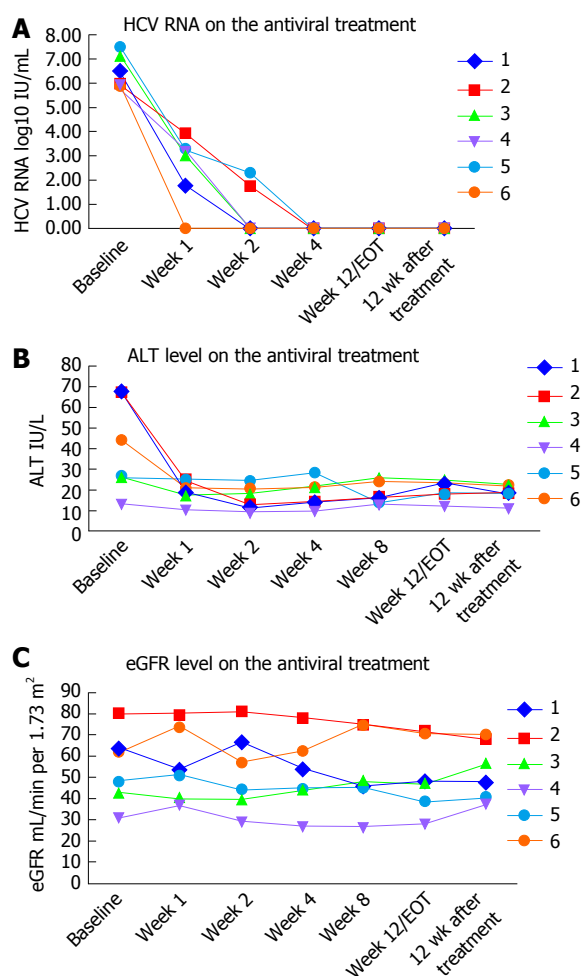 A
HCV RNA on the antiviral treatment
HCV RNA log10 IU/mL
8.00
7.00
6.00
5.00
4.00
3.00
2.00
1.00
0.00
1
2
3
4
5
6
Baseline
Week 1
Week 2
Week 4
Week 12/EOT
12 wk after
treatment
B
ALT level on the antiviral treatment
ALT IU/L
80
70
60
50
40
30
20
10
0
1
2
3
4
5
6
Baseline
Week 1
Week 2
Week 4
Week 8
Week 12/EOT
12 wk after
treatment
C
eGFR level on the antiviral treatment
eGFR mL/min per 1.73 m²
90
80
70
60
50
40
30
20
10
0
1
2
3
4
5
6
Baseline
Week 1
Week 2
Week 4
Week 8
Week 12/EOT
12 wk after
treatment